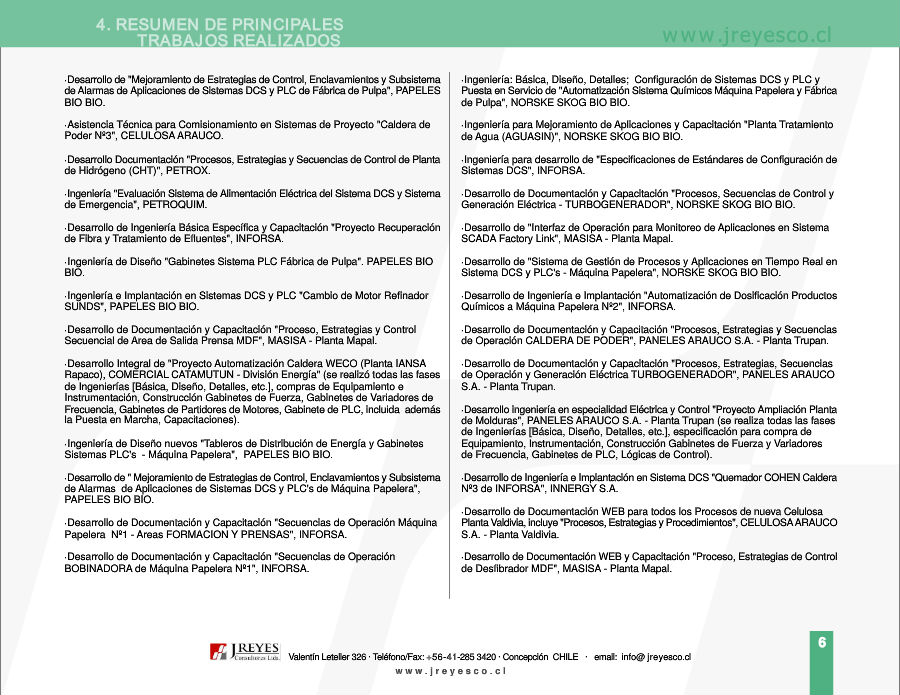 4. RESUMEN DE PRINCIPALES
TRABAJOS REALIZADOS
www.jreyesco.cl
·Desarrollo de "Mejoramiento de Estrategias de Control, Enclavamientos y Subsistema
de Alarmas de Aplicaciones de Sistemas DCS y PLC de Fábrica de Pulpa", PAPELES
BIO BIO.
·Asistencia Técnica para Comisionamiento en Sistemas de Proyecto "Caldera de
Poder Nº3", CELULOSA ARAUCO.
·Desarrollo Documentación "Procesos, Estrategias y Secuencias de Control de Planta
de Hidrógeno (CHT)", PETROX.
·Ingeniería "Evaluación Sistema de Alimentación Eléctrica del Sistema DCS y Sistema
de Emergencia", PETROQUIM.
·Desarrollo de Ingeniería Básica Específica y Capacitación "Proyecto Recuperación
de Fibra y Tratamiento de Efluentes", INFORSA.
·Ingeniería de Diseño "Gabinetes Sistema PLC Fábrica de Pulpa". PAPELES BIO
BIO.
·Ingeniería e Implantación en Sistemas DCS y PLC "Cambio de Motor Refinador
SUNDS", PAPELES BIO BIO.
·Desarrollo de Documentación y Capacitación "Proceso, Estrategias y Control
Secuencial de Area de Salida Prensa MDF", MASISA - Planta Mapal.
·Desarrollo Integral de "Proyecto Automatización Caldera WECO (Planta IANSA
Rapaco), COMERCIAL CATAMUTUN - División Energía" (se realizó todas las fases
de Ingenierías [Básica, Diseño, Detalles, etc.], compras de Equipamiento e
Instrumentación, Construcción Gabinetes de Fuerza, Gabinetes de Variadores de
Frecuencia, Gabinetes de Partidores de Motores, Gabinete de PLC, incluida además
la Puesta en Marcha, Capacitaciones).
·Ingeniería de Diseño nuevos "Tableros de Distribución de Energía y Gabinetes
Sistemas PLC's - Máquina Papelera", PAPELES BIO BIO.
·Desarrollo de " Mejoramiento de Estrategias de Control, Enclavamientos y Subsistema
de Alarmas de Aplicaciones de Sistemas DCS y PLC's de Máquina Papelera",
PAPELES BIO BÍO.
·Desarrollo de Documentación y Capacitación "Secuencias de Operación Máquina
Papelera Nº1 - Areas FORMACION Y PRENSAS", INFORSA.
·Desarrollo de Documentación y Capacitación "Secuencias de Operación
BOBINADORA de Máquina Papelera Nº1", INFORSA.
·Ingeniería: Básica, Diseño, Detalles; Configuración de Sistemas DCS y PLC y
Puesta en Servicio de "Automatización Sistema Químicos Máquina Papelera y Fábrica
de Pulpa", NORSKE SKOG BIO BIO.
·Ingeniería para Mejoramiento de Aplicaciones y Capacitación "Planta Tratamiento
de Agua (AGUASIN)", NORSKE SKOG BIO BIO.
·Ingeniería para desarrollo de "Especificaciones de Estándares de Configuración de
Sistemas DCS", INFORSA.
·Desarrollo de Documentación y Capacitación "Procesos, Secuencias de Control y
Generación Eléctrica - TURBOGENERADOR", NORSKE SKOG BIO BIO.
·Desarrollo de "Interfaz de Operación para Monitoreo de Aplicaciones en Sistema
SCADA Factory Link", MASISA - Planta Mapal.
·Desarrollo de "Sistema de Gestión de Procesos y Aplicaciones en Tiempo Real en
Sistema DCS y PLC's - Máquina Papelera", NORSKE SKOG BIO BIO.
·Desarrollo de Ingeniería e Implantación "Automatización de Dosificación Productos
Químicos a Máquina Papelera Nº2", INFORSA.
·Desarrollo de Documentación y Capacitación "Procesos, Estrategias y Secuencias
de Operación CALDERA DE PODER", PANELES ARAUCO S.A. - Planta Trupan.
·Desarrollo de Documentación y Capacitación "Procesos, Estrategias, Secuencias
de Operación y Generación Eléctrica TURBOGENERADOR", PANELES ARAUCO
S.A. - Planta Trupan.
·Desarrollo ingeniería en especialidad Eléctrica y Control "Proyecto Ampliación Planta
de Molduras", PANELES ARAUCO S.A. - Planta Trupan (se realiza todas las fases
de Ingenierías [Básica, Diseño, Detalles, etc.], especificación para compra de
Equipamiento, Instrumentación, Construcción Gabinetes de Fuerza y Variadores
de Frecuencia, Gabinetes de PLC, Lógicas de Control).
·Desarrollo de Ingeniería e Implantación en Sistema DCS "Quemador COHEN Caldera
Nº3 de INFORSA", INNERGY S.A.
·Desarrollo de Documentación WEB para todos los Procesos de nueva Celulosa
Planta Valdivia, incluye "Procesos, Estrategias y Procedimientos", CELULOSA ARAUCO
S.A. - Planta Valdivia.
·Desarrollo de Documentación WEB y Capacitación "Proceso, Estrategias de Control
de Desfibrador MDF", MASISA - Planta Mapal.
JREYES
Consultores Ltda.
Valentín Letelier 326 · Teléfono/Fax: +56-41-285 3420 · Concepción CHILE · email: info@jreyesco.cl
www.jreyesco.cl
6